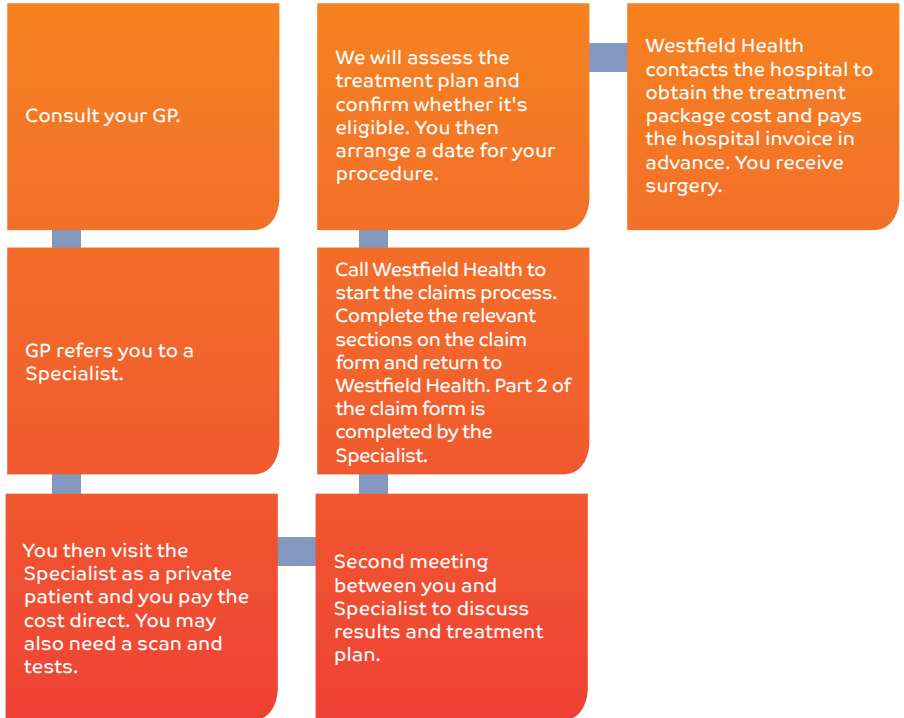 Consult your GP.
GP refers you to a
Specialist.
You then visit the
Specialist as a private
patient and you pay the
cost direct. You may
also need a scan and
tests.
Second meeting
between you and
Specialist to discuss
results and treatment
plan.
Call Westfield Health to
start the claims process.
Complete the relevant
sections on the claim
form and return to
Westfield Health. Part 2 of
the claim form is
completed by the
Specialist.
We will assess the
treatment plan and
confirm whether it's
eligible. You then
arrange a date for your
procedure.
Westfield Health
contacts the hospital to
obtain the treatment
package cost and pays
the hospital invoice in
advance. You receive
surgery.